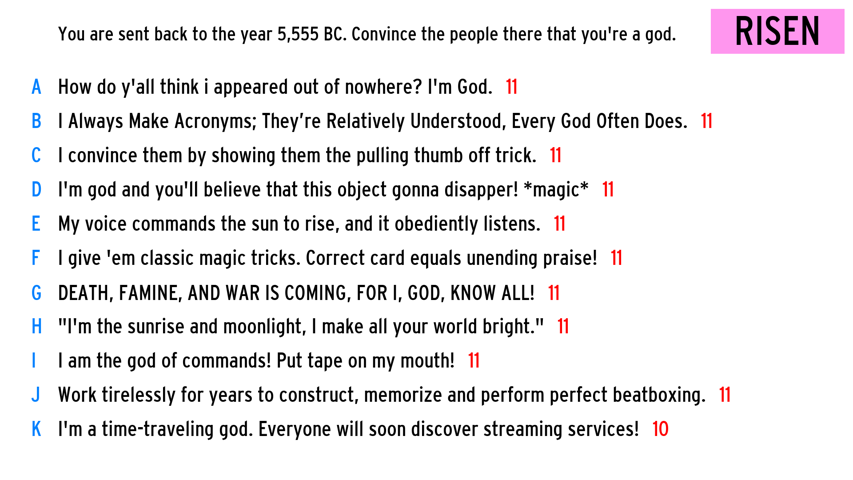 You are sent back to the year 5,555 BC. Convince the people there that you're a god.
RISEN
A How do y'all think i appeared out of nowhere? I'm God. 11
B I Always Make Acronyms; They’re Relatively Understood, Every God Often Does. 11
C I convince them by showing them the pulling thumb off trick. 11
D I'm god and you'll believe that this object gonna disapper! *magic* 11
E My voice commands the sun to rise, and it obediently listens. 11
F I give 'em classic magic tricks. Correct card equals unending praise! 11
G DEATH, FAMINE, AND WAR IS COMING, FOR I, GOD, KNOW ALL! 11
H "I'm the sunrise and moonlight, I make all your world bright." 11
I I am the god of commands! Put tape on my mouth! 11
J Work tirelessly for years to construct, memorize and perform perfect beatboxing. 11
K I'm a time-traveling god. Everyone will soon discover streaming services! 10